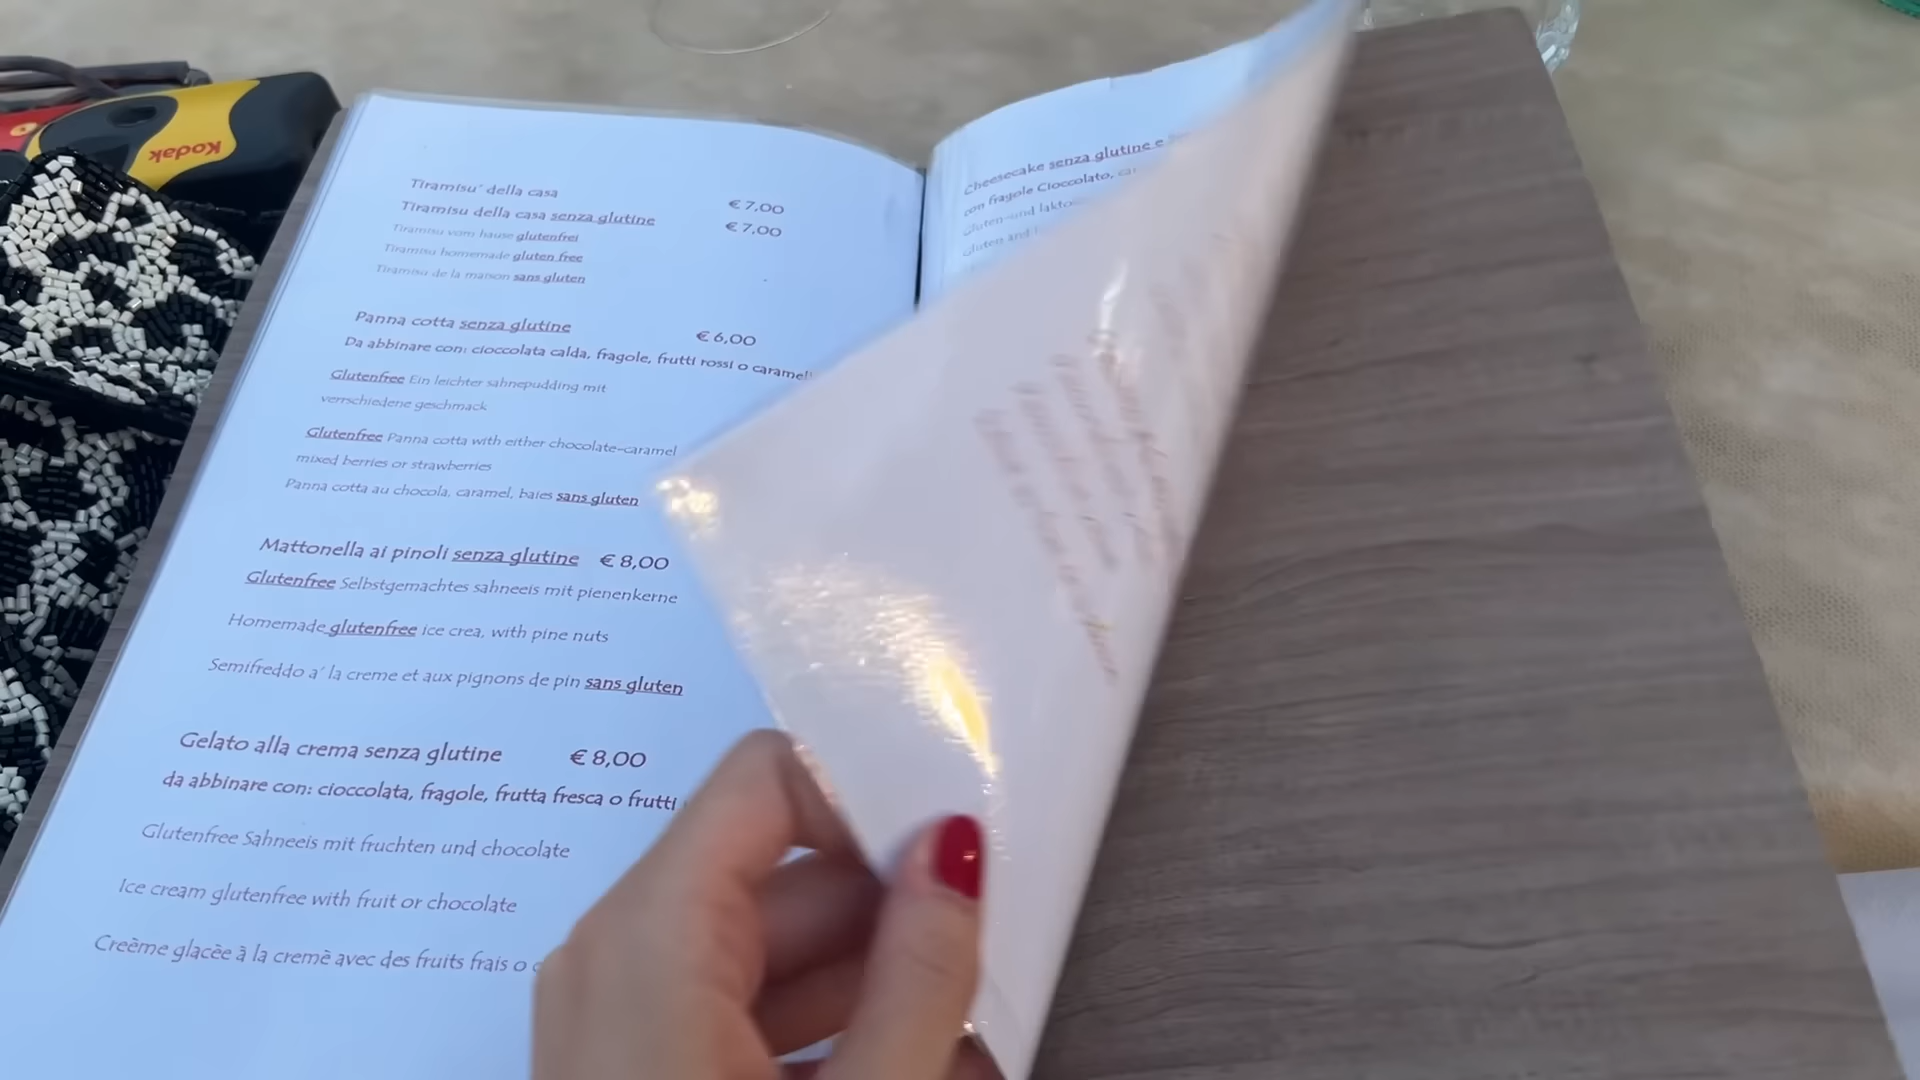 Kodak
Tiramisu´ della casa € 7,00
Tiramisu della casa senza glutine € 7,00
Tiramisu vom hause glutenfrei
Tiramisu homemade gluten free
Tiramisu de la maison sans gluten
Panna cotta senza glutine € 6,00
Da abbinare con: cioccolata calda, fragole, frutti rossi o
Glutenfree Ein leichter sahnepudding mit
verrschiedene geschmack
Glutenfree Panna cotta with either chocolate-caramel
mixed berries or strawberries
Panna cotta au chocola, caramel, baies sans gluten
Mattonella ai pinoli senza glutine € 8,00
Glutenfree Selbstgemachtes sahneeis mit pienenkerne
Homemade glutenfree ice crea, with pine nuts
Semifreddo a´ la creme et aux pignons de pin sans gluten
Gelato alla crema senza glutine € 8,00
da abbinare con: cioccolata, fragole, frutta fresca o frutti
Glutenfree Sahneeis mit fruchten und chocolate
Ice cream glutenfree with fruit or chocolate
Creème glacèe à la cremè avec des fruits frais o
Cheesecake senza glutine e
con fragole Cioccolato,
Gluten-und
Gluten and